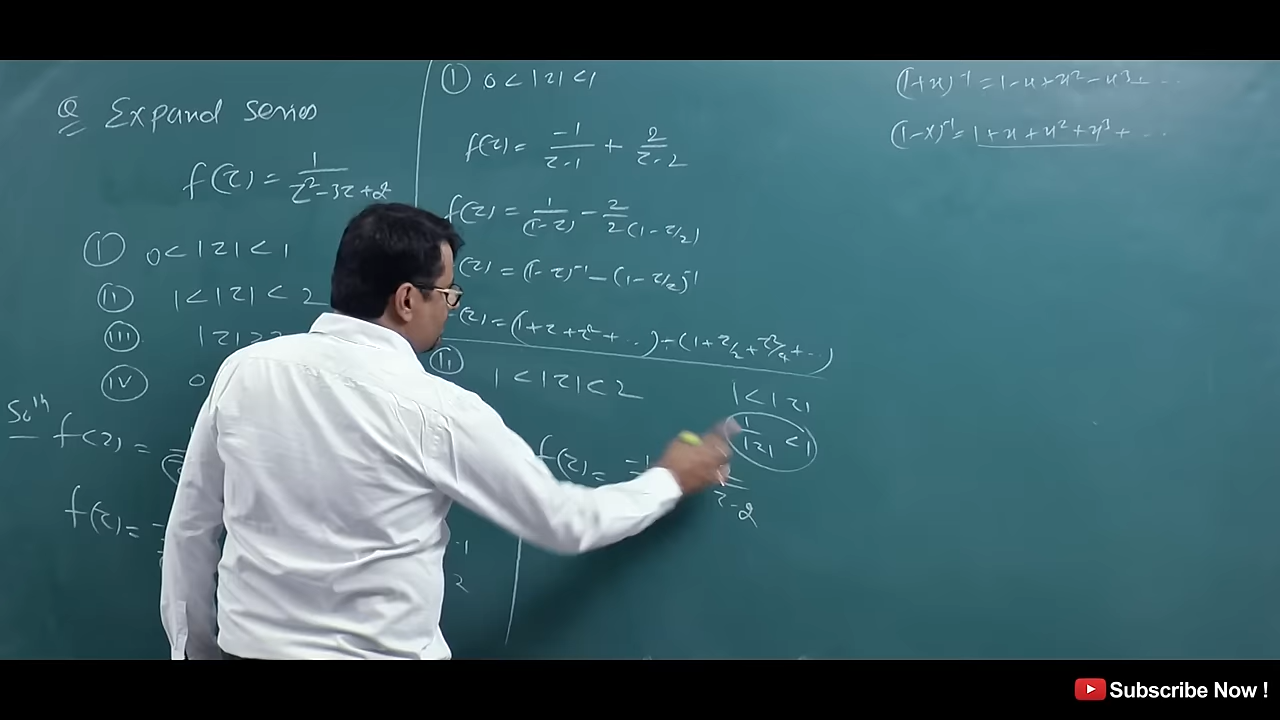 Q Expand series
f(z) = 1/(z²-3z+2)
(I) 0 < |z| < 1
(II) 1 < |z| < 2
(III) |z| >
(IV) 0
Solth f(z) =
f(z) =
-1
2
(I) 0 < |z| < 1
f(z) = -1/(z-1) + 2/(z-2)
f(z) = 1/(1-z) - 2/2(1-z/2)
(z) = (1-z)⁻¹ - (1-z/2)⁻¹
(z) = (1+z+z²+...) - (1+z/2+z²/4+...)
(II) 1 < |z| < 2
1 < |z|
1/|z| < 1
f(z) = -1
z-2
(1+x)⁻¹ = 1-x+x²-x³+...
(1-x)⁻¹ = 1+x+x²+x³+...
Subscribe Now !